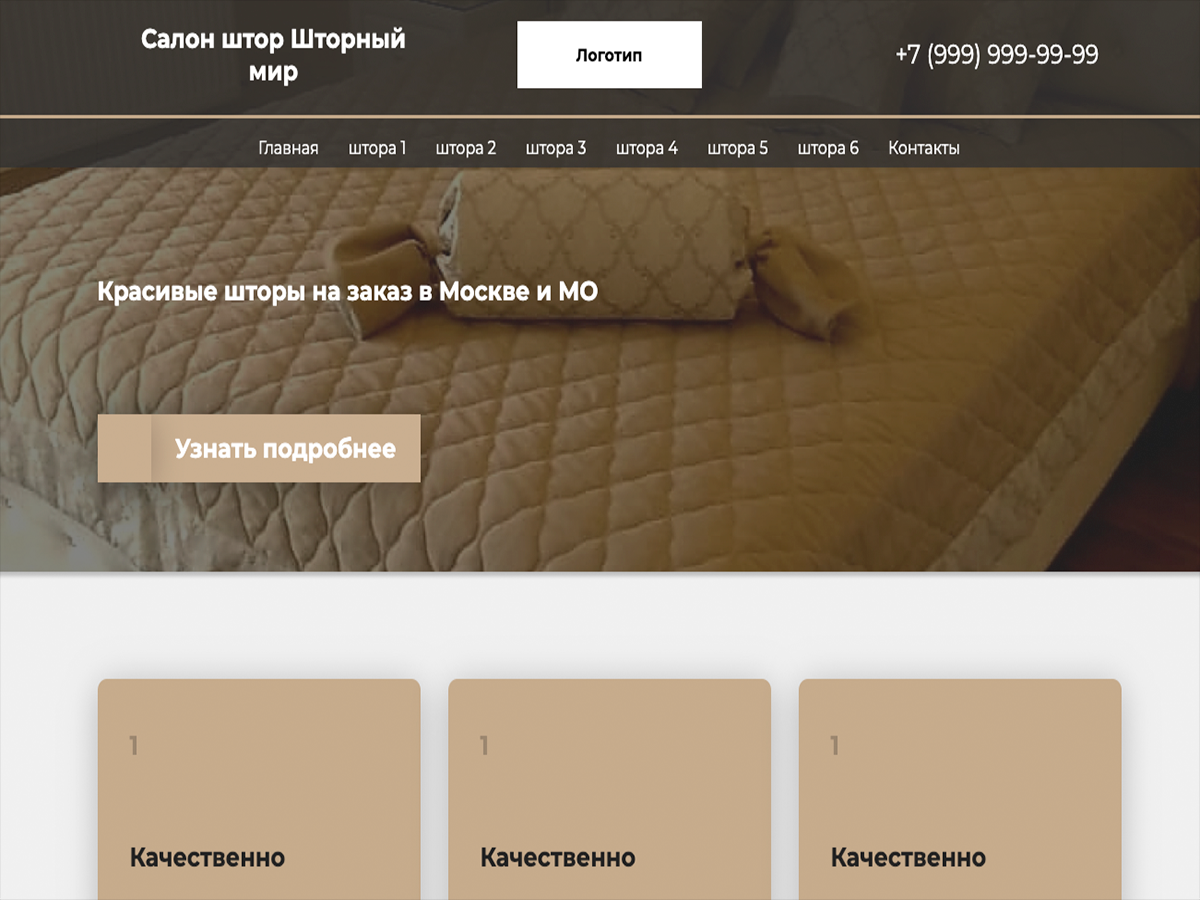 Салон штор Шторный
мир
Логотип
+7 (999) 999-99-99
Главная штора 1 штора 2 штора 3 штора 4 штора 5 штора 6 Контакты
Красивые шторы на заказ в Москве и МО
Узнать подробнее
1 1 1
Качественно Качественно Качественно